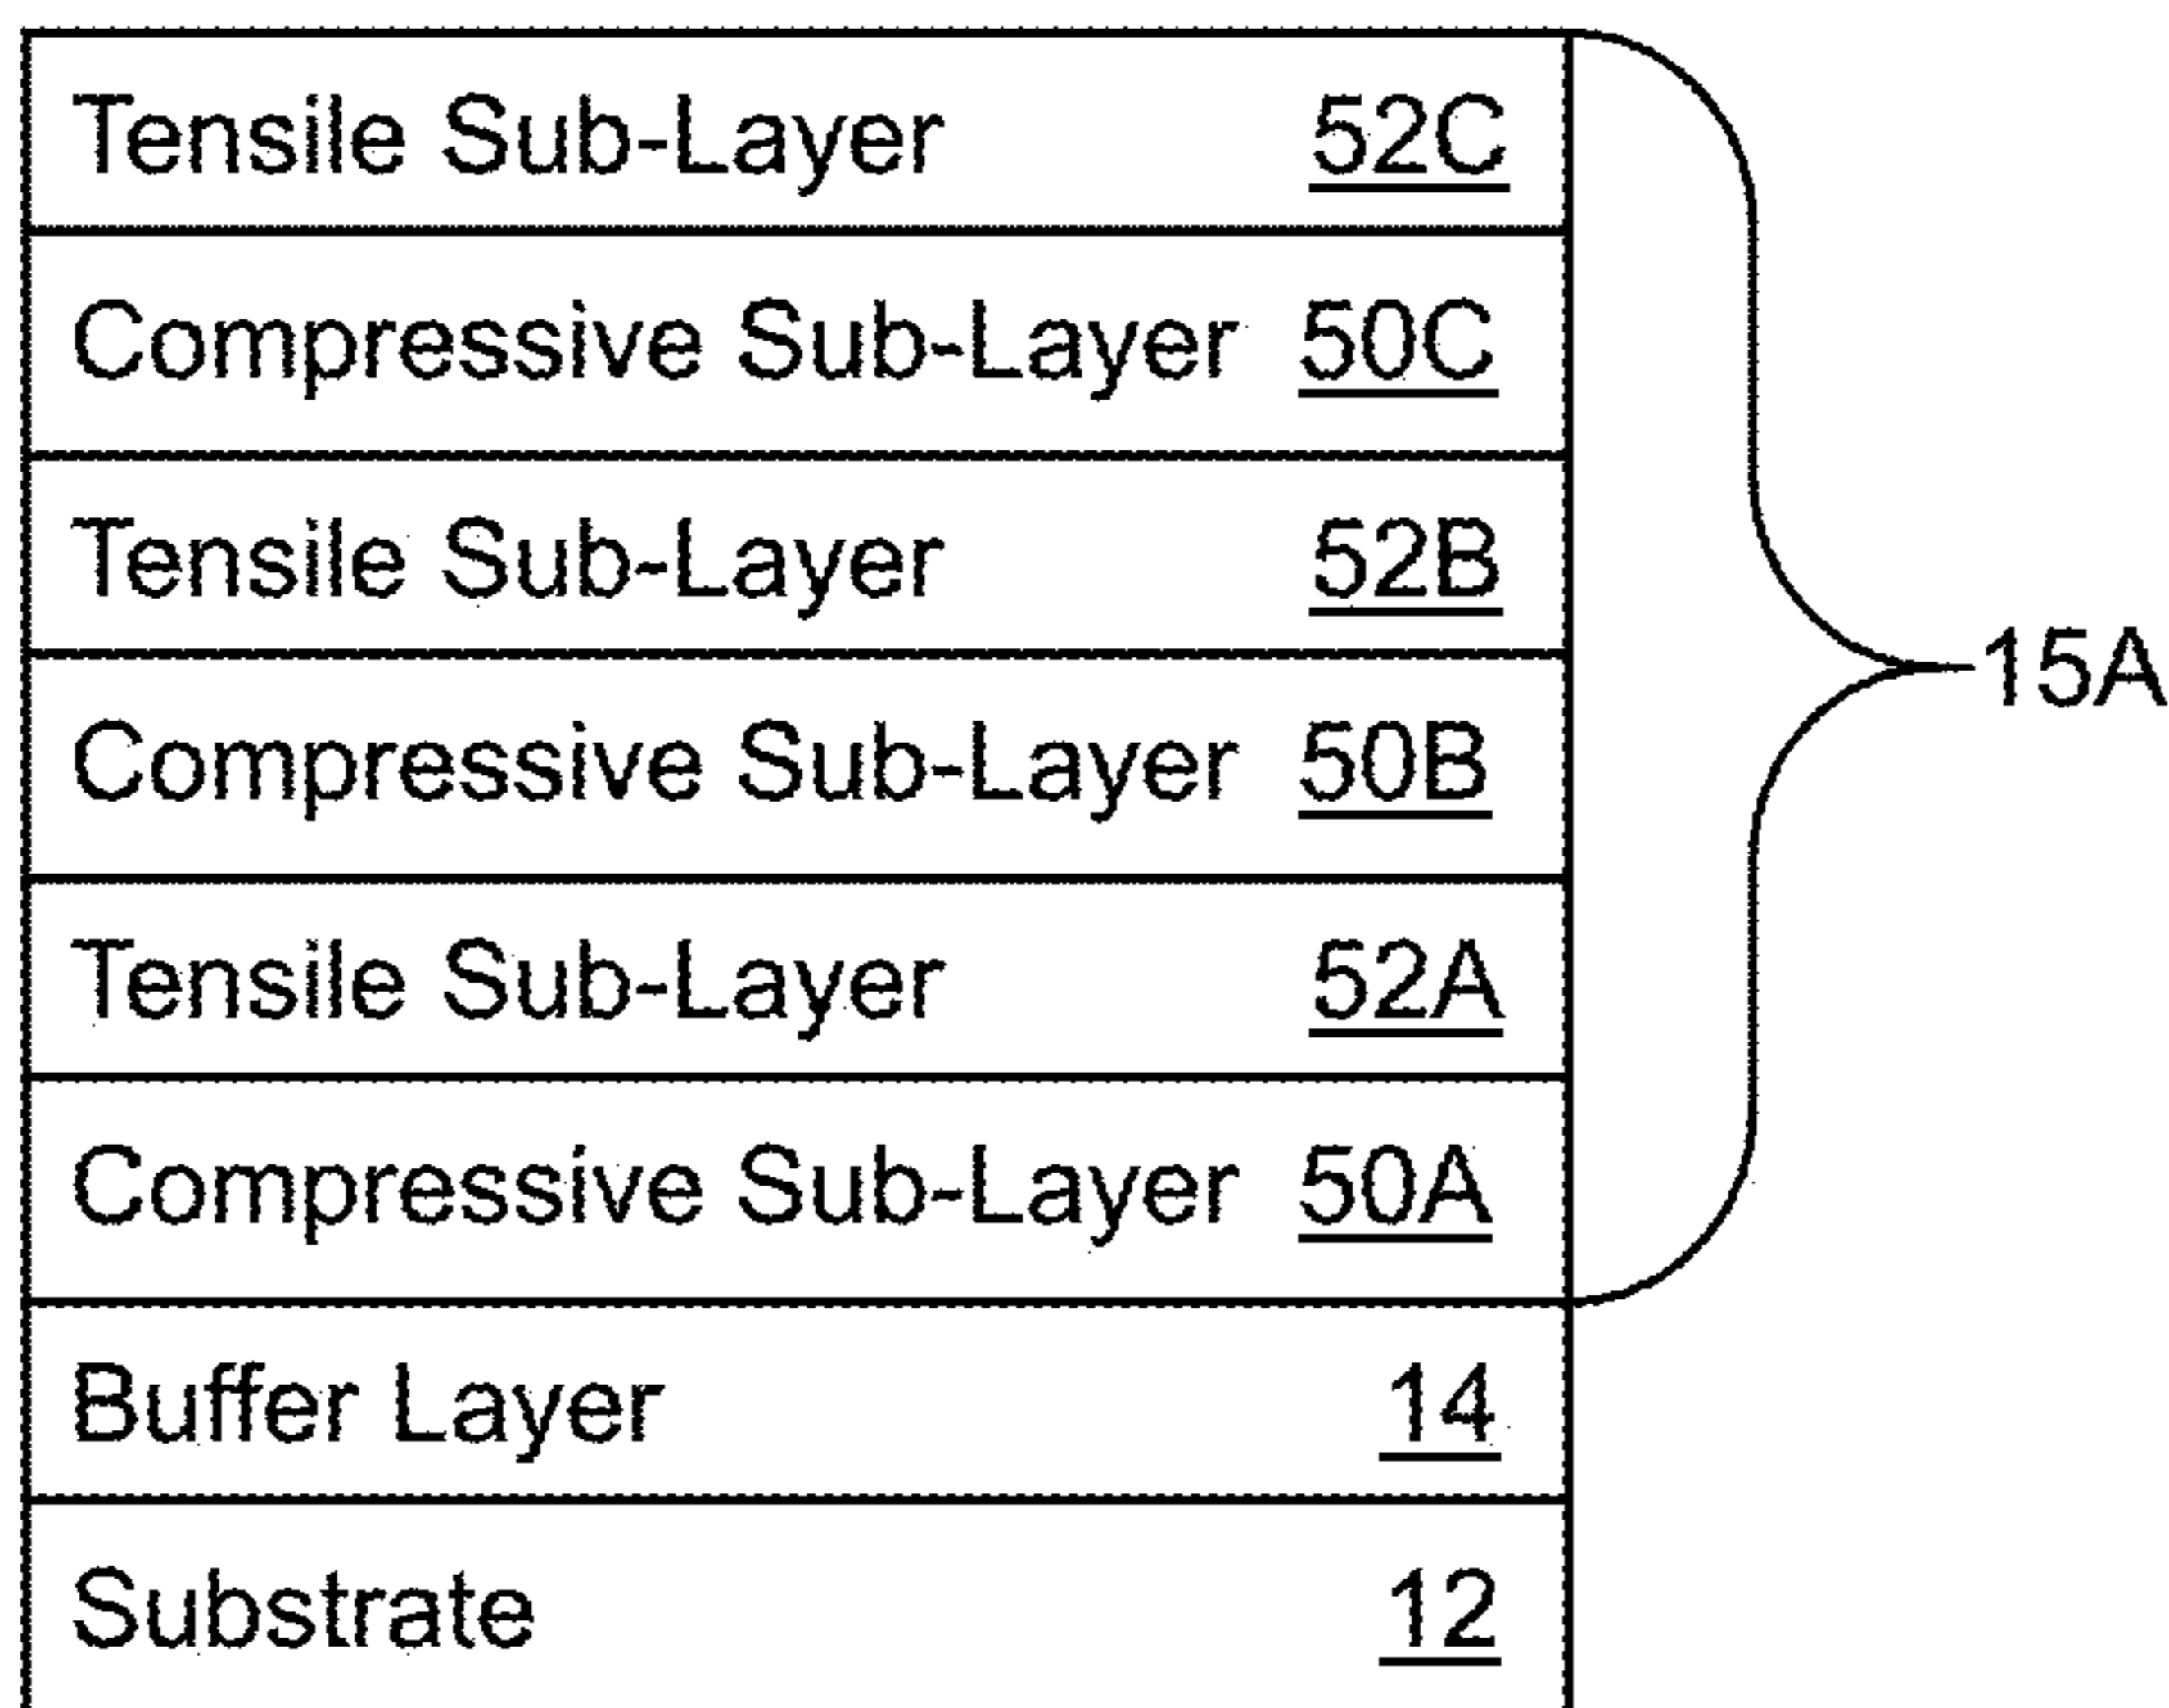 Tensile Sub-Layer 52C
Compressive Sub-Layer 50C
Tensile Sub-Layer 52B
15A
Compressive Sub-Layer 50B
Tensile Sub-Layer 52A
Compressive Sub-Layer 50A
Buffer Layer 14
Substrate 12